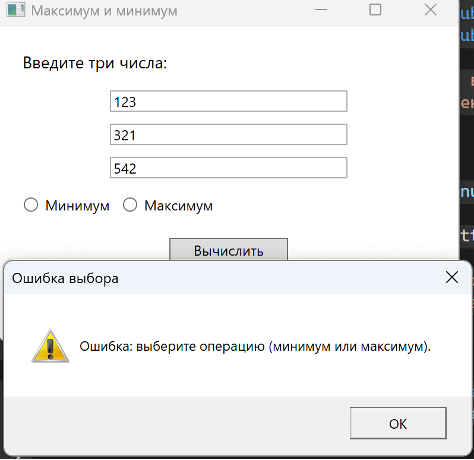 Максимум и минимум
Введите три числа:
123
321
542
Минимум Максимум
Вычислить
Ошибка выбора
Ошибка: выберите операцию (минимум или максимум).
OK